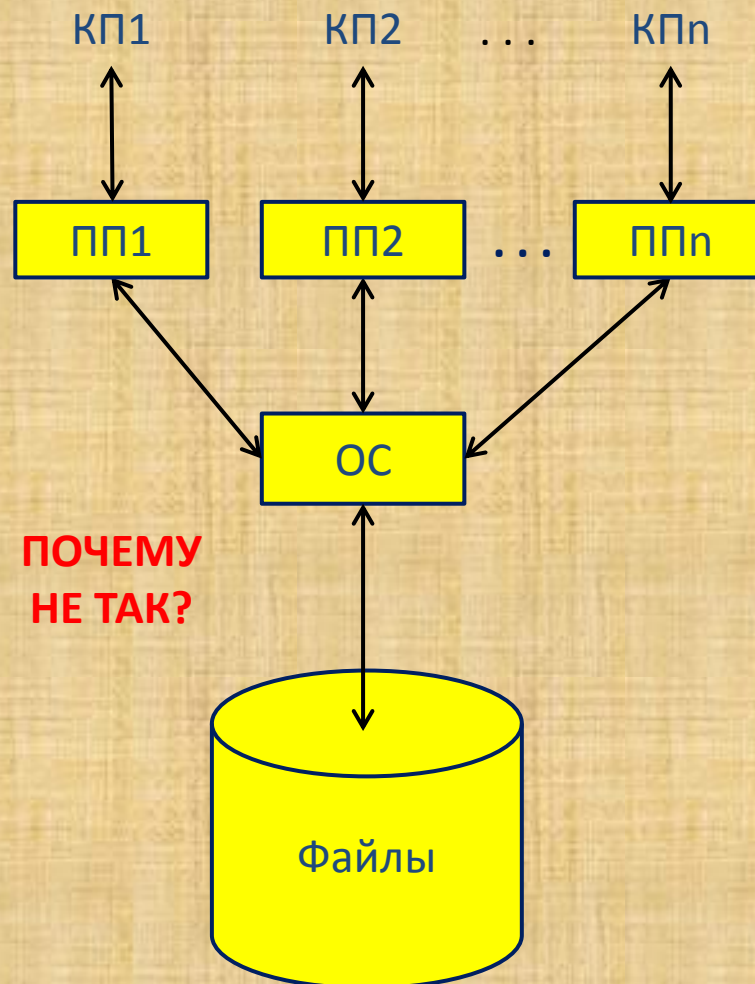 КП1 КП2 . . . КПn
ПП1 ПП2 . . . ППn
ОС
ПОЧЕМУ
НЕ ТАК?
Файлы